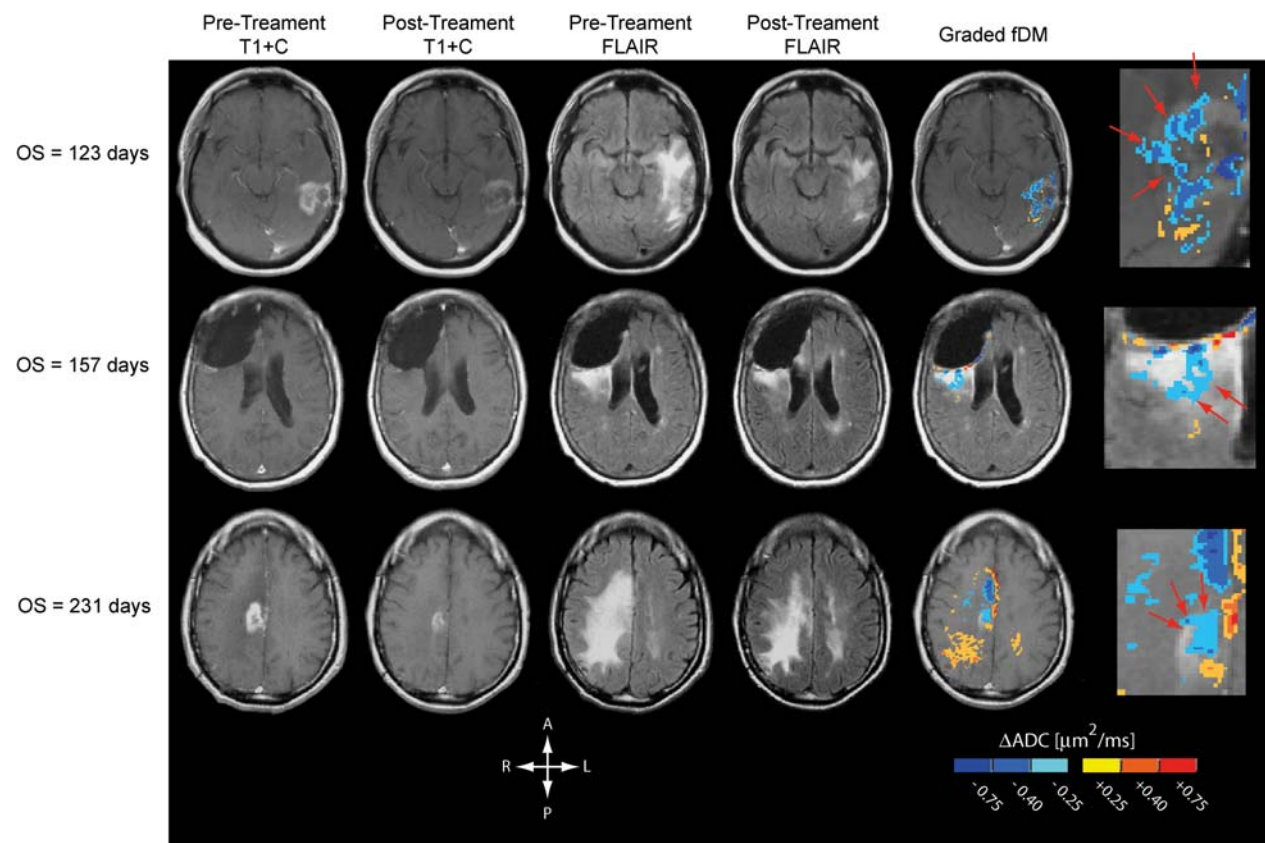 Pre-Treament
T1+C
Post-Treament
T1+C
Pre-Treament
FLAIR
Post-Treament
FLAIR
Graded fDM
OS = 123 days
OS = 157 days
OS = 231 days
A
R
L
P
ΔADC [μm²/ms]
- 0.75
- 0.40
- 0.25
+0.25
+0.40
+0.75